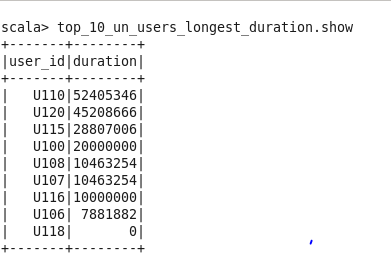 scala> top_10_un_users_longest_duration.show
+-------+--------+
|user_id|duration|
+-------+--------+
|   U110|52405346|
|   U120|45208666|
|   U115|28807006|
|   U100|20000000|
|   U108|10463254|
|   U107|10463254|
|   U116|10000000|
|   U106| 7881882|
|   U118|       0|
+-------+--------+